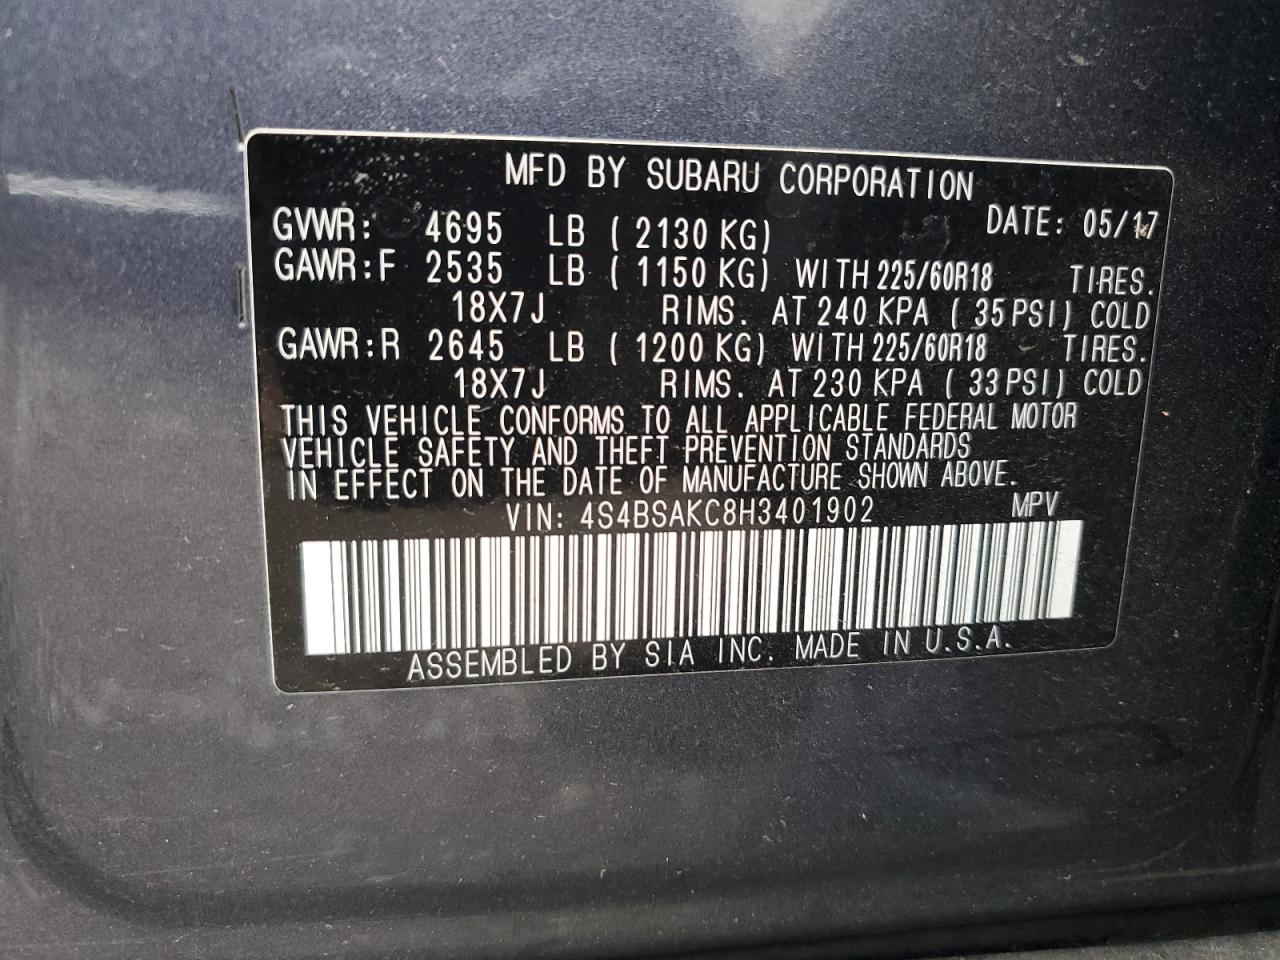 MFD BY SUBARU CORPORATION
GVWR: 4695 LB ( 2130 KG) DATE: 05/17
GAWR:F 2535 LB ( 1150 KG) WITH 225/60R18 TIRES.
18X7J RIMS. AT 240 KPA ( 35 PSI) COLD
GAWR:R 2645 LB ( 1200 KG) WITH 225/60R18 TIRES.
18X7J RIMS. AT 230 KPA ( 33 PSI) COLD
THIS VEHICLE CONFORMS TO ALL APPLICABLE FEDERAL MOTOR
VEHICLE SAFETY AND THEFT PREVENTION STANDARDS
IN EFFECT ON THE DATE OF MANUFACTURE SHOWN ABOVE.
VIN: 4S4BSAKC8H3401902 MPV
ASSEMBLED BY SIA INC. MADE IN U.S.A.